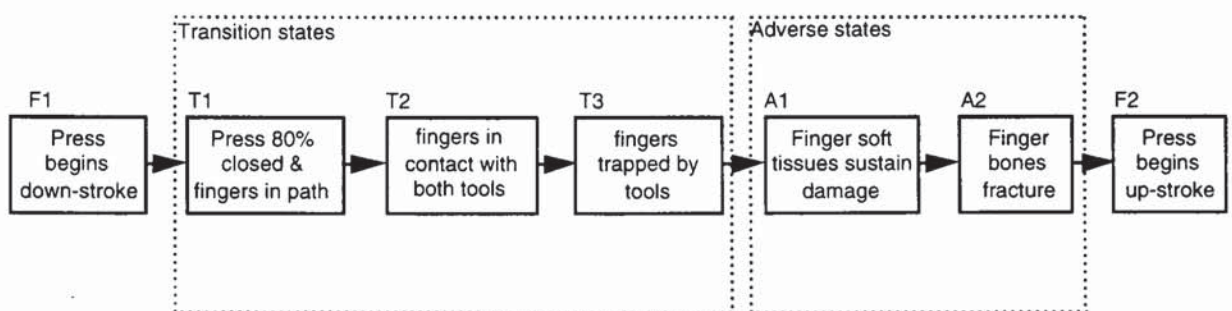 Transition states
Adverse states
F1
Press
begins
down-stroke
T1
Press 80%
closed &
fingers in path
T2
fingers in
contact with
both tools
T3
fingers
trapped by
tools
A1
Finger soft
tissues sustain
damage
A2
Finger
bones
fracture
F2
Press
begins
up-stroke